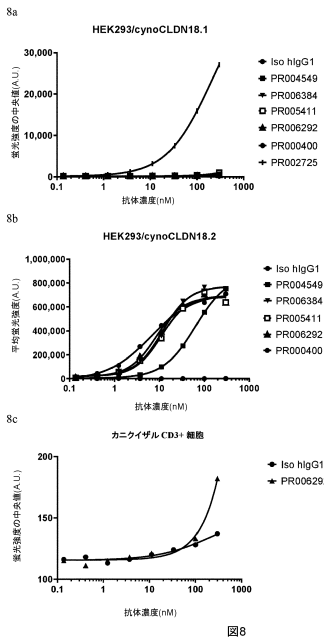 8a
HEK293/cynoCLDN18.1
蛍光強度の中央値(A.U.)
30,000
20,000
10,000
0
0.1
1
10
100
1000
抗体濃度(nM)
Iso hIgG1
PR004549
PR006384
PR005411
PR006292
PR000400
PR002725
8b
HEK293/cynoCLDN18.2
平均蛍光強度(A.U.)
1,000,000
800,000
600,000
400,000
200,000
0
0.1
1
10
100
1000
抗体濃度(nM)
Iso hIgG1
PR004549
PR006384
PR005411
PR006292
PR000400
8c
カニクイザル CD3+ 細胞
蛍光強度の中央値(A.U.)
200
150
100
0.1
1
10
100
1000
抗体濃度(nM)
Iso hIgG1
PR00629
図8